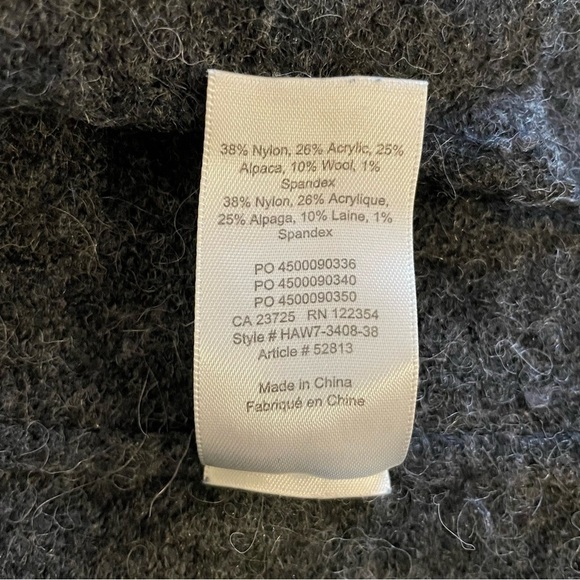 38% Nylon, 26% Acrylic, 25%
Alpaca, 10% Wool, 1%
Spandex
38% Nylon, 26% Acrylique,
25% Alpaga, 10% Laine, 1%
Spandex
PO 4500090336
PO 4500090340
PO 4500090350
CA 23725 RN 122354
Style # HAW7-3408-38
Article # 52813
Made in China
Fabriqué en Chine